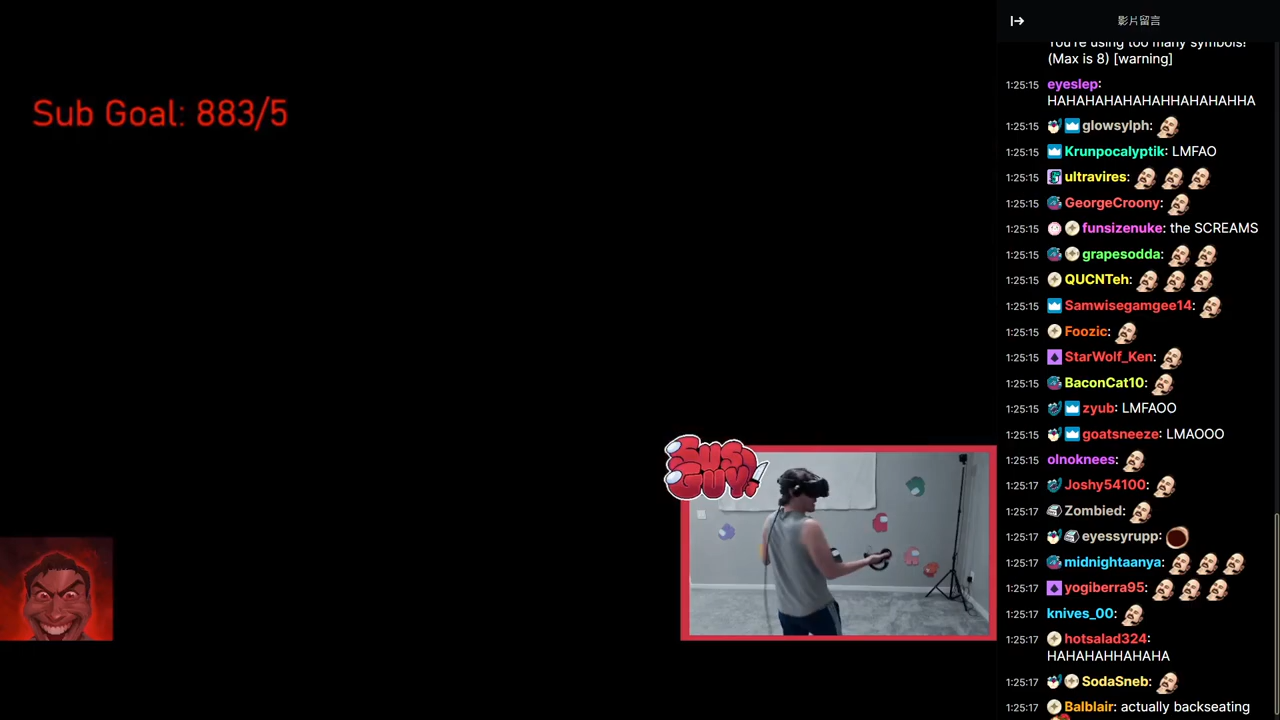 影片留言
You're using too many symbols!
(Max is 8) [warning]
Sub Goal: 883/5
1:25:15 eyeslep:
HAHAHAHAHAHAHHAHAHAHHA
1:25:15 glowsylph:
1:25:15 Krunpocalyptik: LMFAO
1:25:15 ultravires:
1:25:15 GeorgeCroony:
1:25:15 funsizenuke: the SCREAMS
1:25:15 grapesodda:
1:25:15 QUCNTeh:
1:25:15 Samwisegamgee14:
1:25:15 Foozic:
1:25:15 StarWolf_Ken:
1:25:15 BaconCat10:
1:25:15 zyub: LMFAOO
1:25:15 goatsneeze: LMAOOO
1:25:15 olnoknees:
1:25:17 Joshy54100:
1:25:17 Zombied:
1:25:17 eyessyrupp:
1:25:17 midnightaanya:
1:25:17 yogiberra95:
1:25:17 knives_00:
1:25:17 hotsalad324:
HAHAHAHHAHAHA
1:25:17 SodaSneb:
1:25:17 Balblair: actually backseating
SUS
GUY